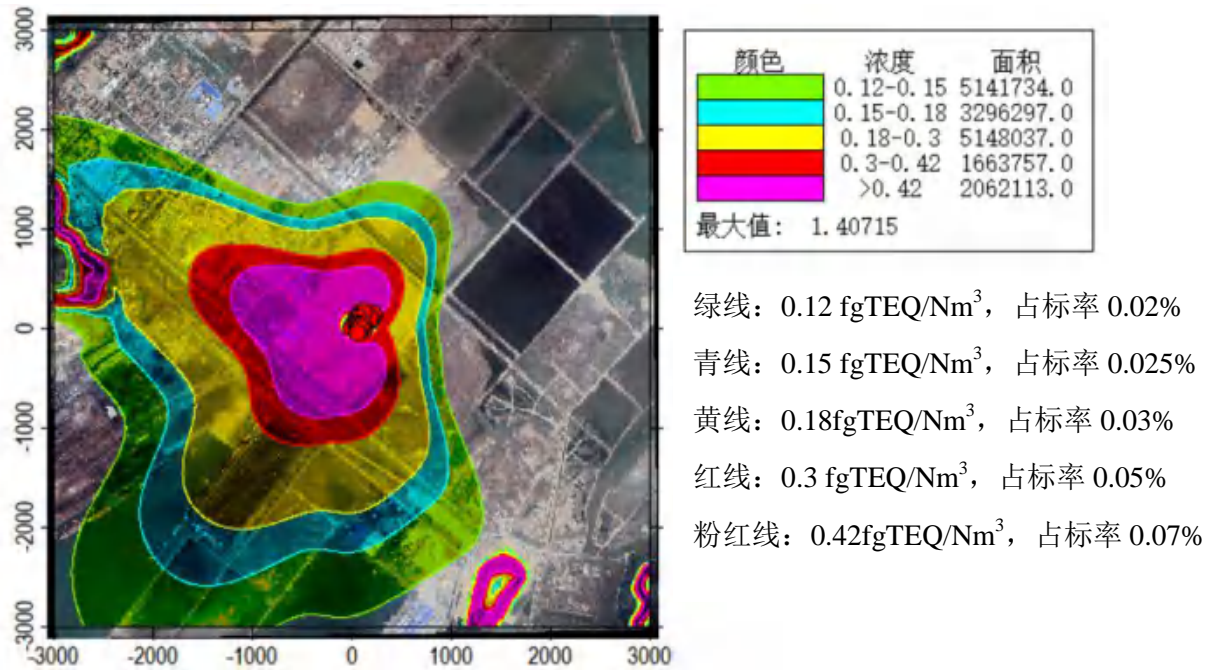 3000
2000
1000
0
-1000
-2000
-3000
-3000 -2000 -1000 0 1000 2000 3000
颜色 浓度 面积
0.12-0.15 5141734.0
0.15-0.18 3296297.0
0.18-0.3 5148037.0
0.3-0.42 1663757.0
>0.42 2062113.0
最大值: 1.40715
绿线：0.12 fgTEQ/Nm³，占标率 0.02%
青线：0.15 fgTEQ/Nm³，占标率 0.025%
黄线：0.18fgTEQ/Nm³，占标率 0.03%
红线：0.3 fgTEQ/Nm³，占标率 0.05%
粉红线：0.42fgTEQ/Nm³，占标率 0.07%